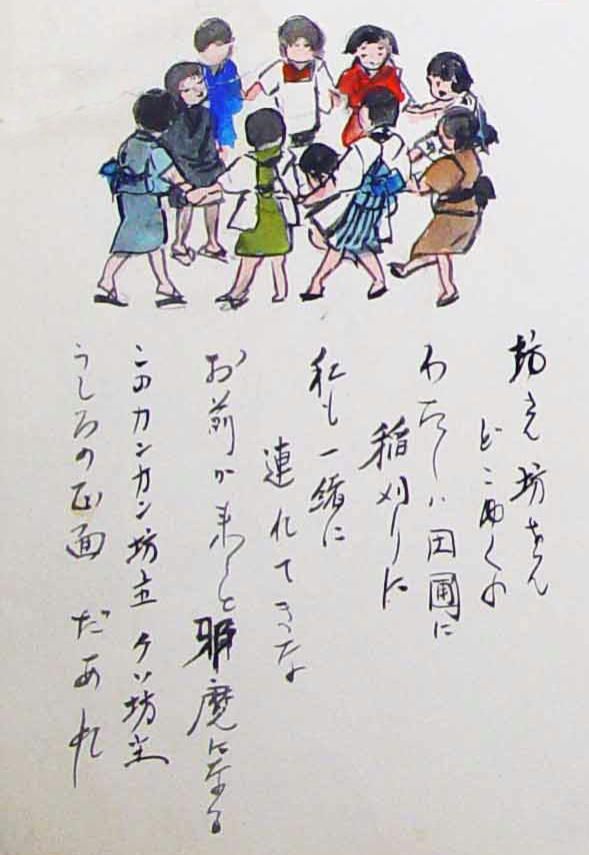 坊さん坊さん
どこ行くの
わたしは田圃に
稲刈りに
私も一緒に
連れてきな
お前が来ると邪魔になる
このカンカン坊主クソ坊主
うしろの正面だあれ